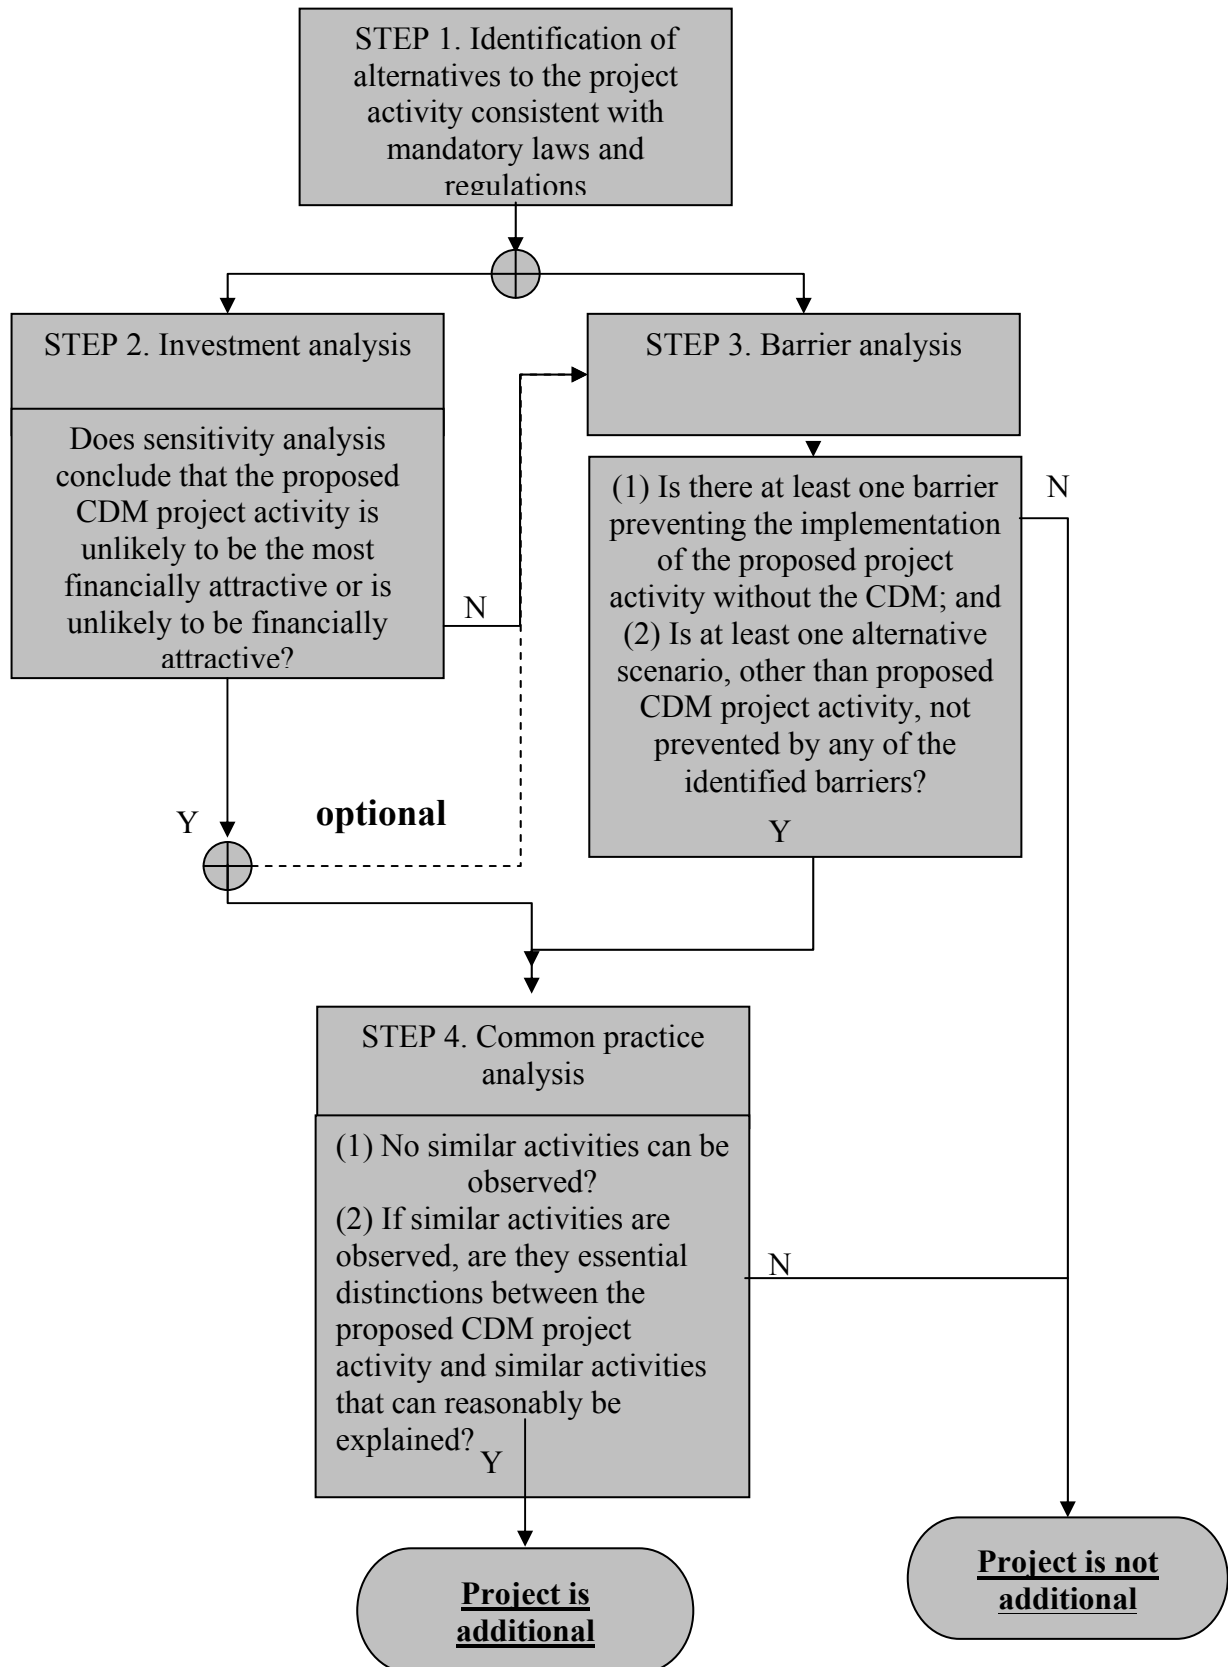 STEP 1. Identification of
alternatives to the project
activity consistent with
mandatory laws and
regulations
STEP 2. Investment analysis
Does sensitivity analysis
conclude that the proposed
CDM project activity is
unlikely to be the most
financially attractive or is
unlikely to be financially
attractive?
N
Y
optional
STEP 3. Barrier analysis
(1) Is there at least one barrier
preventing the implementation
of the proposed project
activity without the CDM; and
(2) Is at least one alternative
scenario, other than proposed
CDM project activity, not
prevented by any of the
identified barriers?
Y
N
STEP 4. Common practice
analysis
(1) No similar activities can be
observed?
(2) If similar activities are
observed, are they essential
distinctions between the
proposed CDM project
activity and similar activities
that can reasonably be
explained?
Y
N
Project is
additional
Project is not
additional